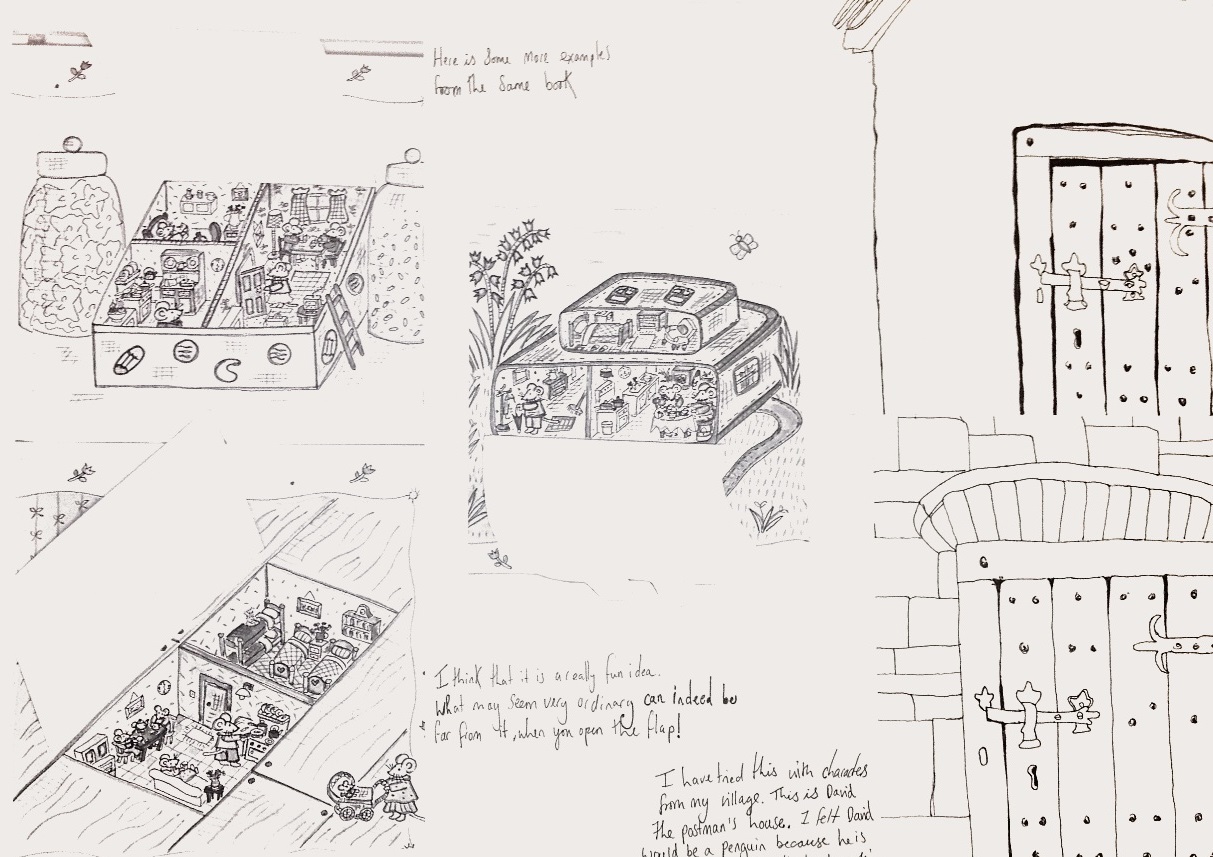 Here is Some more examples
from the Same book
I think that it is a really fun idea.
What may seem very ordinary can indeed be
far from it, when you open the flap!
I have tried this with charactes
from my village. This is David
the postman's house. I felt David
would be a penguin because he is